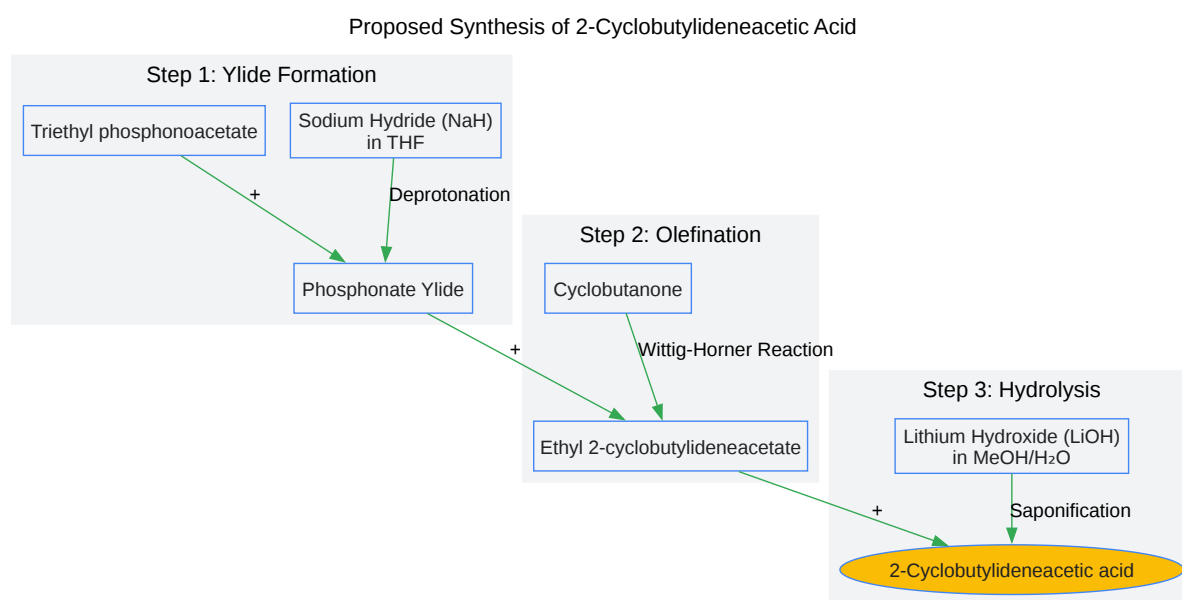 Proposed Synthesis of 2-Cyclobutylideneacetic Acid
Step 1: Ylide Formation
Triethyl phosphonoacetate
Sodium Hydride (NaH)
in THF
+
Deprotonation
Phosphonate Ylide
Step 2: Olefination
Cyclobutanone
+
Wittig-Horner Reaction
Ethyl 2-cyclobutylideneacetate
Step 3: Hydrolysis
Lithium Hydroxide (LiOH)
in MeOH/H₂O
+
Saponification
2-Cyclobutylideneacetic acid